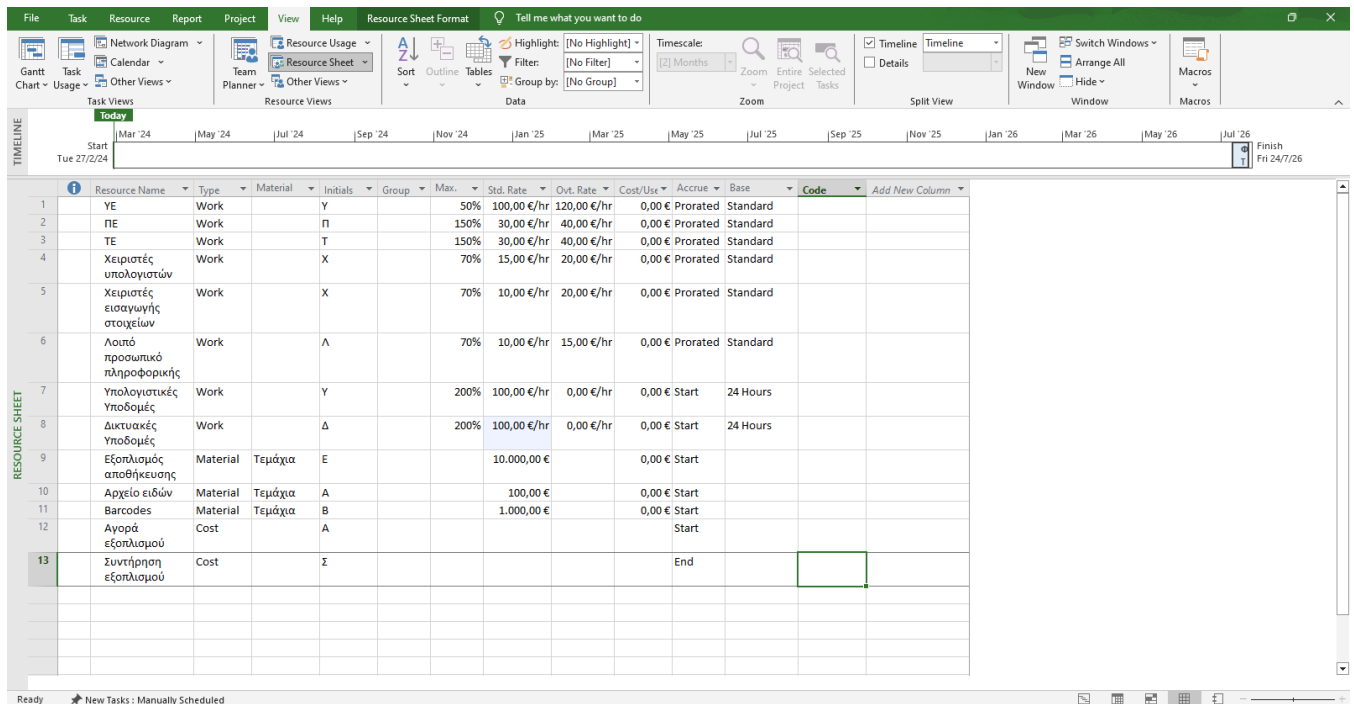 File Task Resource Report Project View Help Resource Sheet Format Tell me what you want to do
Network Diagram Resource Usage Highlight: [No Highlight] Timescale: Timeline Timeline Switch Windows
Calendar Resource Sheet Filter: [No Filter] [2] Months Details Arrange All
Gantt Chart Task Usage Other Views Team Planner Other Views Sort Outline Tables Group by: [No Group] Zoom Entire Project Selected Tasks New Window Hide Macros
Task Views Resource Views Data Zoom Split View Window Macros
TIMELINE
Today
Mar '24 May '24 Jul '24 Sep '24 Nov '24 Jan '25 Mar '25 May '25 Jul '25 Sep '25 Nov '25 Jan '26 Mar '26 May '26 Jul '26
Start Finish
Tue 27/2/24 Φ Τ Fri 24/7/26
RESOURCE SHEET
Resource Name Type Material Initials Group Max. Std. Rate Ovt. Rate Cost/Use Accrue Base Code Add New Column
1 ΥΕ Work Υ 50% 100,00 €/hr 120,00 €/hr 0,00 € Prorated Standard
2 ΠΕ Work Π 150% 30,00 €/hr 40,00 €/hr 0,00 € Prorated Standard
3 ΤΕ Work Τ 150% 30,00 €/hr 40,00 €/hr 0,00 € Prorated Standard
4 Χειριστές Work Χ 70% 15,00 €/hr 20,00 €/hr 0,00 € Prorated Standard
υπολογιστών
5 Χειριστές Work Χ 70% 10,00 €/hr 20,00 €/hr 0,00 € Prorated Standard
εισαγωγής
στοιχείων
6 Λοιπό Work Λ 70% 10,00 €/hr 15,00 €/hr 0,00 € Prorated Standard
προσωπικό
πληροφορικής
7 Υπολογιστικές Work Υ 200% 100,00 €/hr 0,00 €/hr 0,00 € Start 24 Hours
Υποδομές
8 Δικτυακές Work Δ 200% 100,00 €/hr 0,00 €/hr 0,00 € Start 24 Hours
Υποδομές
9 Εξοπλισμός Material Τεμάχια Ε 10.000,00 € 0,00 € Start
αποθήκευσης
10 Αρχείο ειδών Material Τεμάχια Α 100,00 € 0,00 € Start
11 Barcodes Material Τεμάχια B 1.000,00 € 0,00 € Start
12 Αγορά Cost Α Start
εξοπλισμού
13 Συντήρηση Cost Σ End
εξοπλισμού
Ready New Tasks : Manually Scheduled